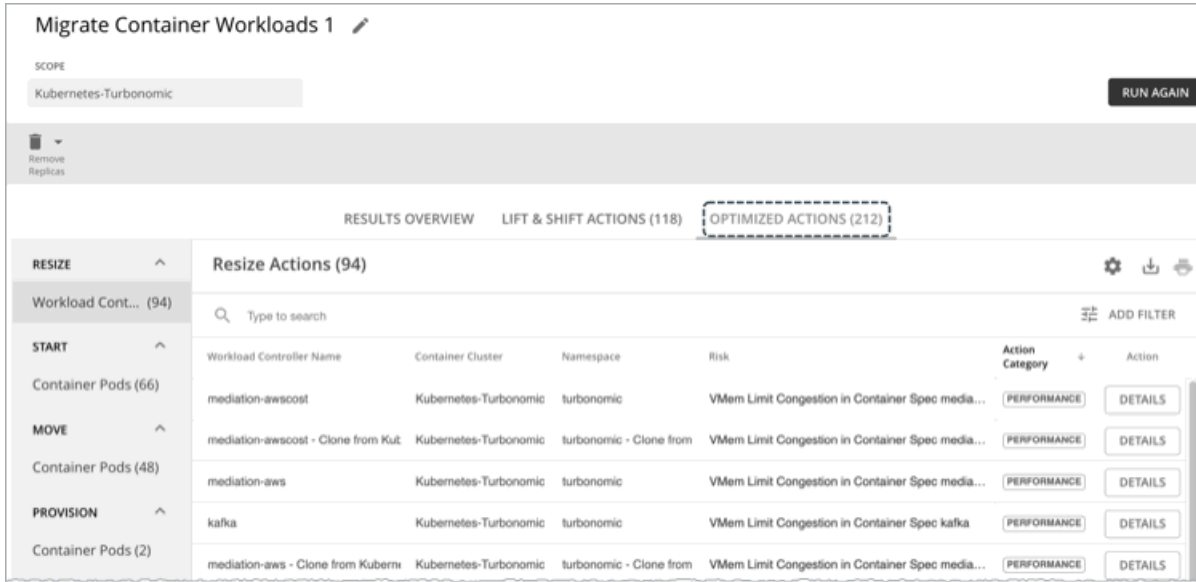 Migrate Container Workloads 1
SCOPE
Kubernetes-Turbonomic
RUN AGAIN
Remove
Replicas
RESULTS OVERVIEW LIFT & SHIFT ACTIONS (118) OPTIMIZED ACTIONS (212)
RESIZE
Workload Cont... (94)
START
Container Pods (66)
MOVE
Container Pods (48)
PROVISION
Container Pods (2)
Resize Actions (94)
Type to search
ADD FILTER
Workload Controller Name Container Cluster Namespace Risk Action Category Action
mediation-awscost Kubernetes-Turbonomic turbonomic VMem Limit Congestion in Container Spec media... PERFORMANCE DETAILS
mediation-awscost - Clone from Kub Kubernetes-Turbonomic turbonomic - Clone from VMem Limit Congestion in Container Spec media... PERFORMANCE DETAILS
mediation-aws Kubernetes-Turbonomic turbonomic VMem Limit Congestion in Container Spec media... PERFORMANCE DETAILS
kafka Kubernetes-Turbonomic turbonomic VMem Limit Congestion in Container Spec kafka PERFORMANCE DETAILS
mediation-aws - Clone from Kuberne Kubernetes-Turbonomic turbonomic - Clone from VMem Limit Congestion in Container Spec media... PERFORMANCE DETAILS